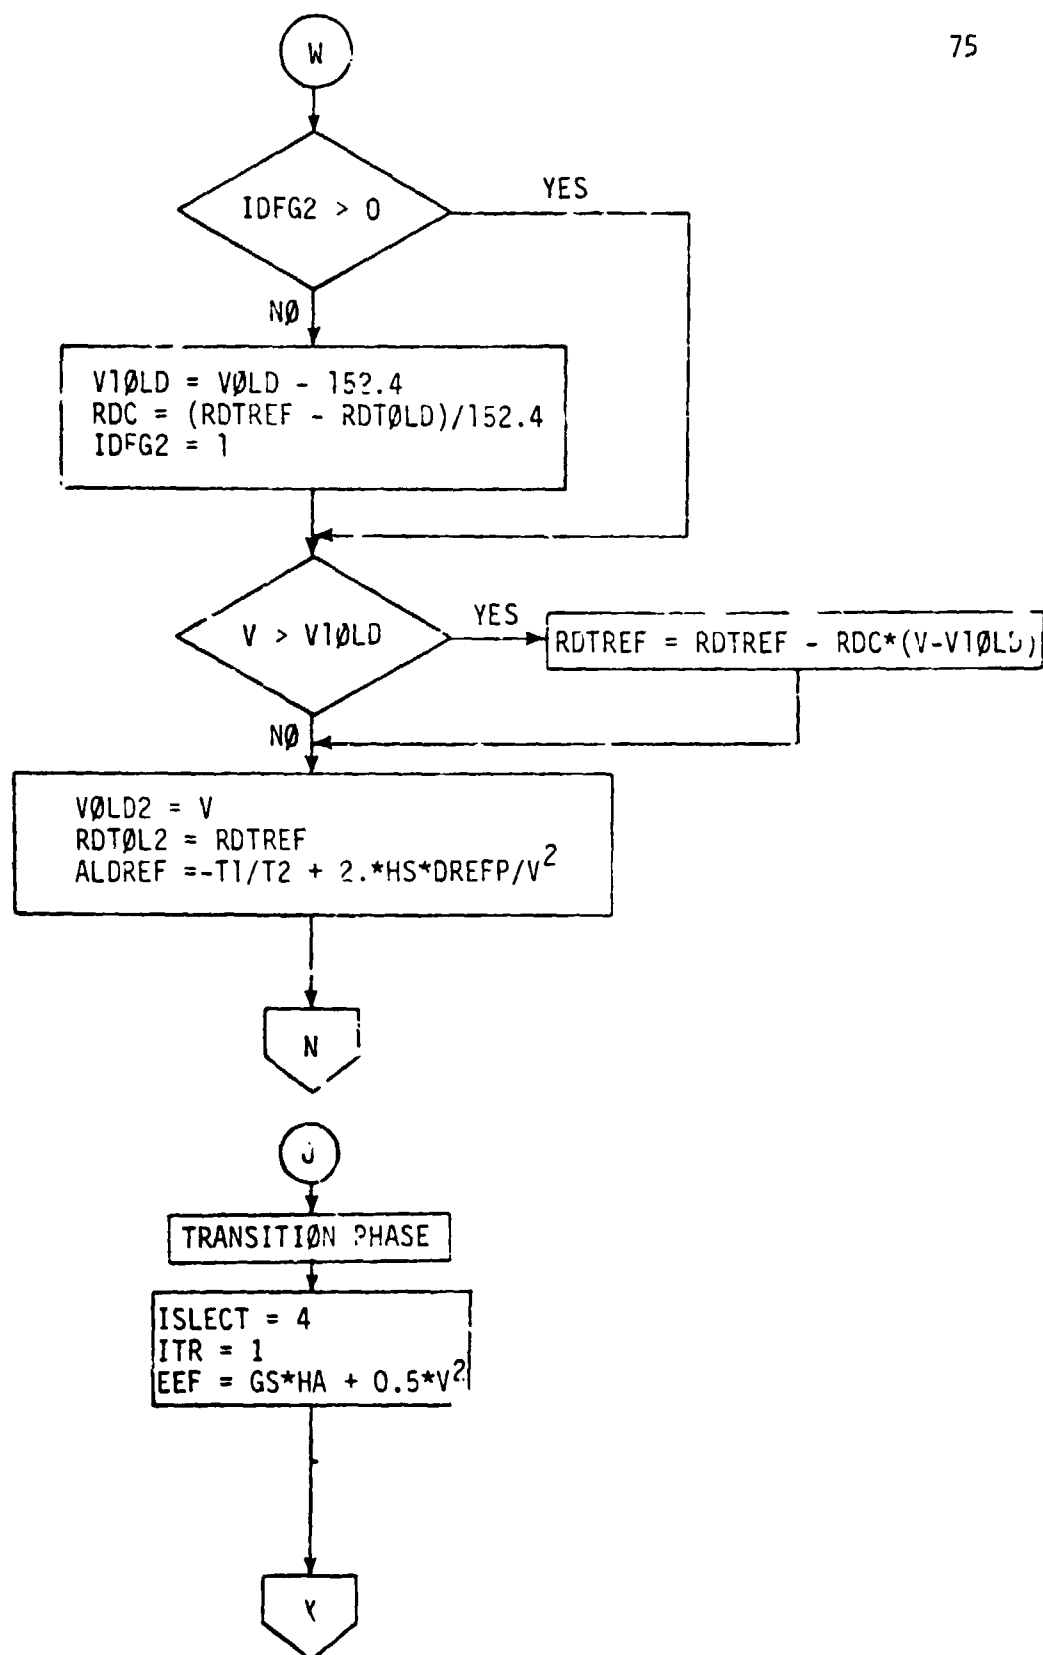 75
W
IDFG2 > 0
YES
NØ
V1ØLD = VØLD - 152.4
RDC = (RDTREF - RDTØLD)/152.4
IDFG2 = 1
V > V1ØLD
YES
RDTREF = RDTREF - RDC*(V-V1ØLD)
NØ
VØLD2 = V
RDTØL2 = RDTREF
ALDREF =-T1/T2 + 2.*HS*DREFP/V²
N
J
TRANSITIØN PHASE
ISLECT = 4
ITR = 1
EEF = GS*HA + 0.5*V²